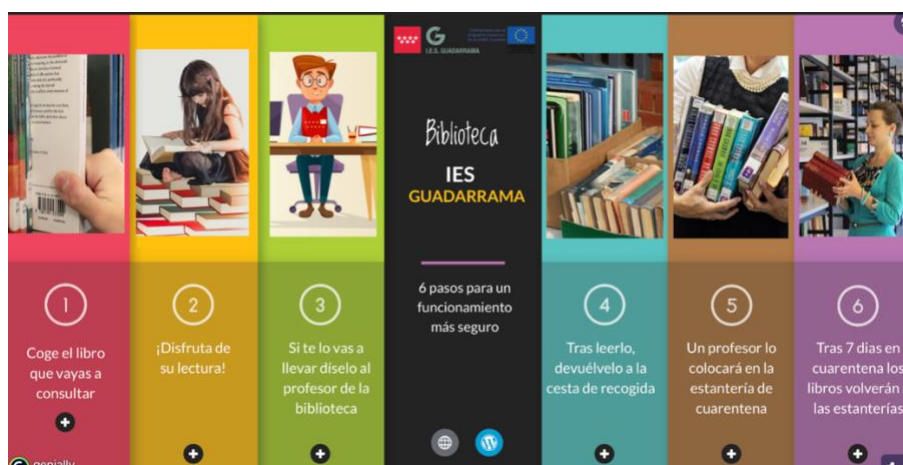 G
I.E.S. GUADARRAMA
Biblioteca
IES
GUADARRAMA
6 pasos para un
funcionamiento
más seguro
1
Coge el libro
que vayas a
consultar
2
¡Disfruta de
su lectura!
3
Si te lo vas a
llevar díselo al
profesor de la
biblioteca
4
Tras leerlo,
devuélvelo a la
cesta de recogida
5
Un profesor lo
colocará en la
estantería de
cuarentena
6
Tras 7 dias en
cuarentena los
libros volverán
las estanterías
genially